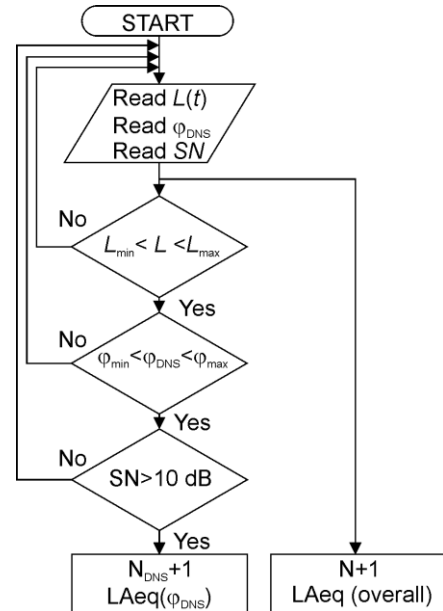 START
Read L(t)
Read φDNS
Read SN
No
Lmin< L <Lmax
Yes
No
φmin<φDNS<φmax
Yes
No
SN>10 dB
Yes
NDNS+1
LAeq(φDNS)
N+1
LAeq (overall)